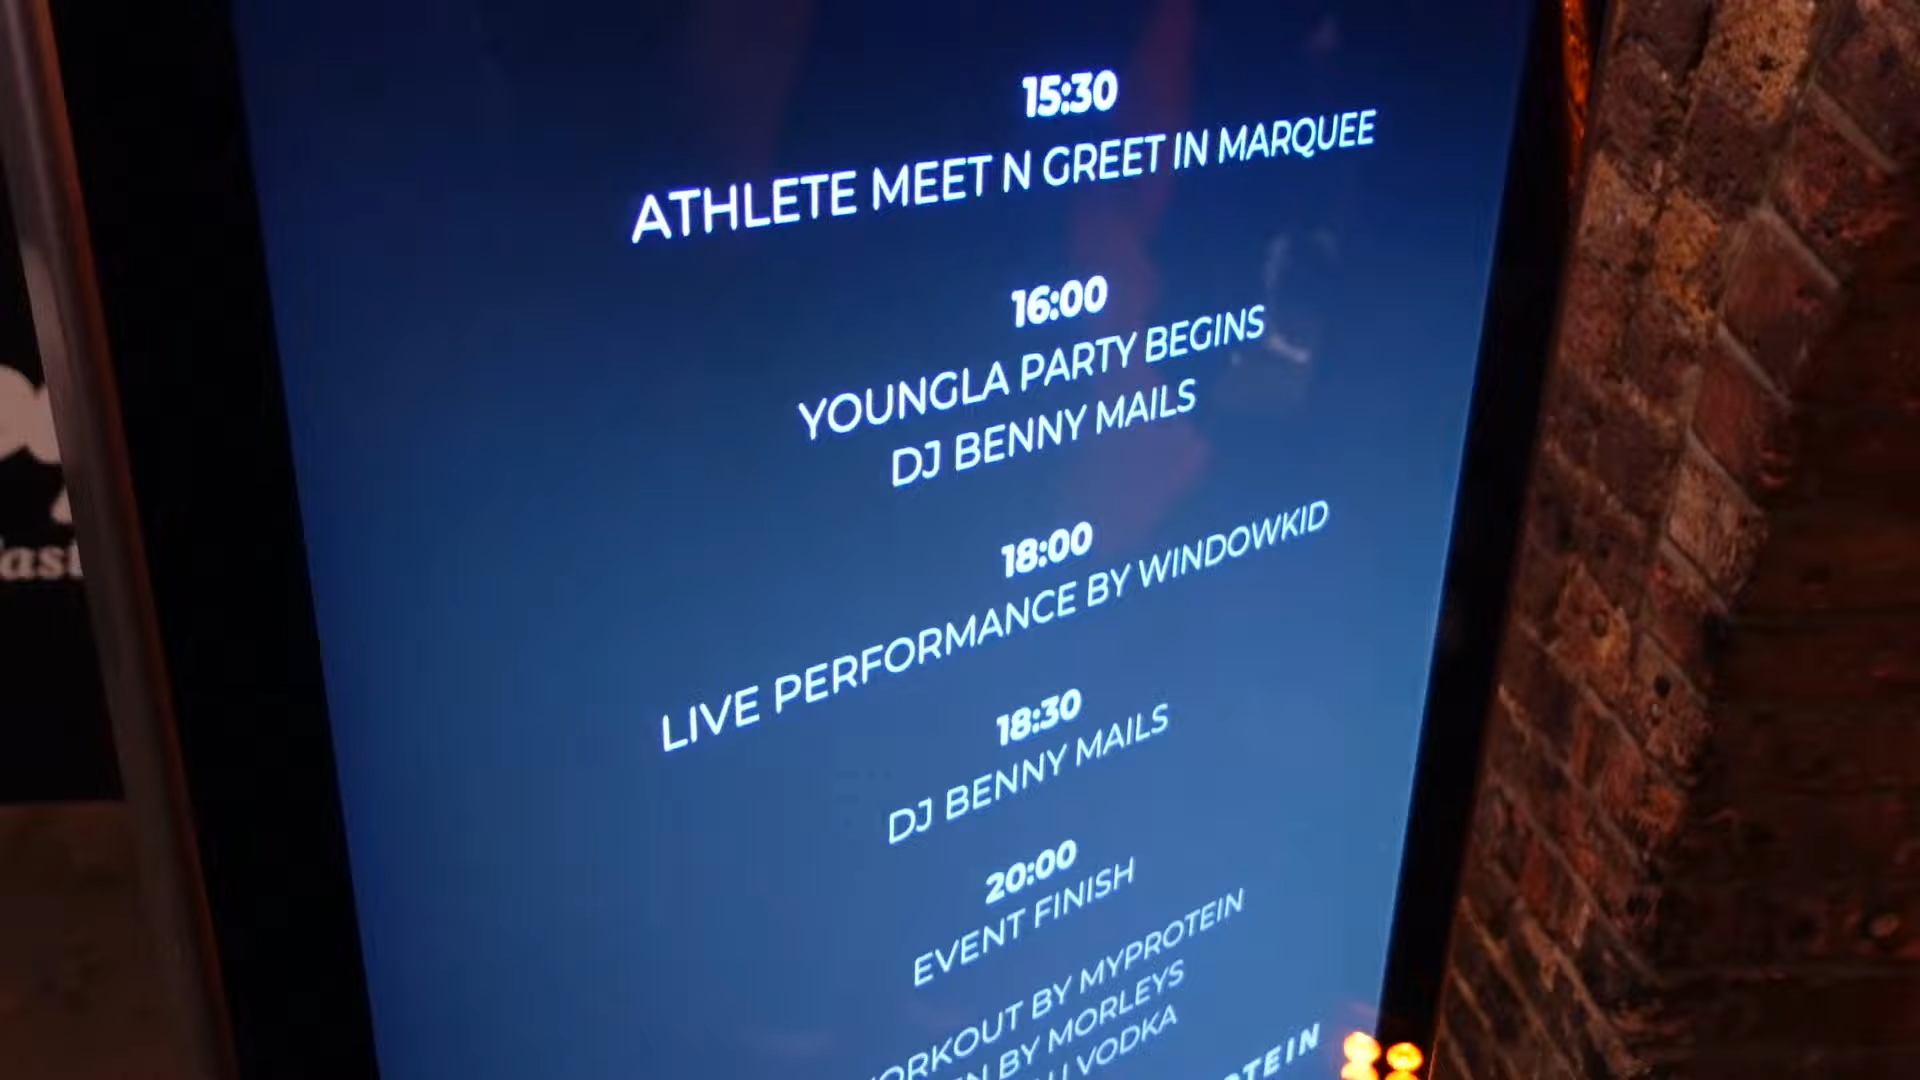 15:30
ATHLETE MEET N GREET IN MARQUEE
16:00
YOUNGLA PARTY BEGINS
DJ BENNY MAILS
18:00
LIVE PERFORMANCE BY WINDOWKID
18:30
DJ BENNY MAILS
20:00
EVENT FINISH
BY MYPROTEIN
BY MORLEYS
VODKA